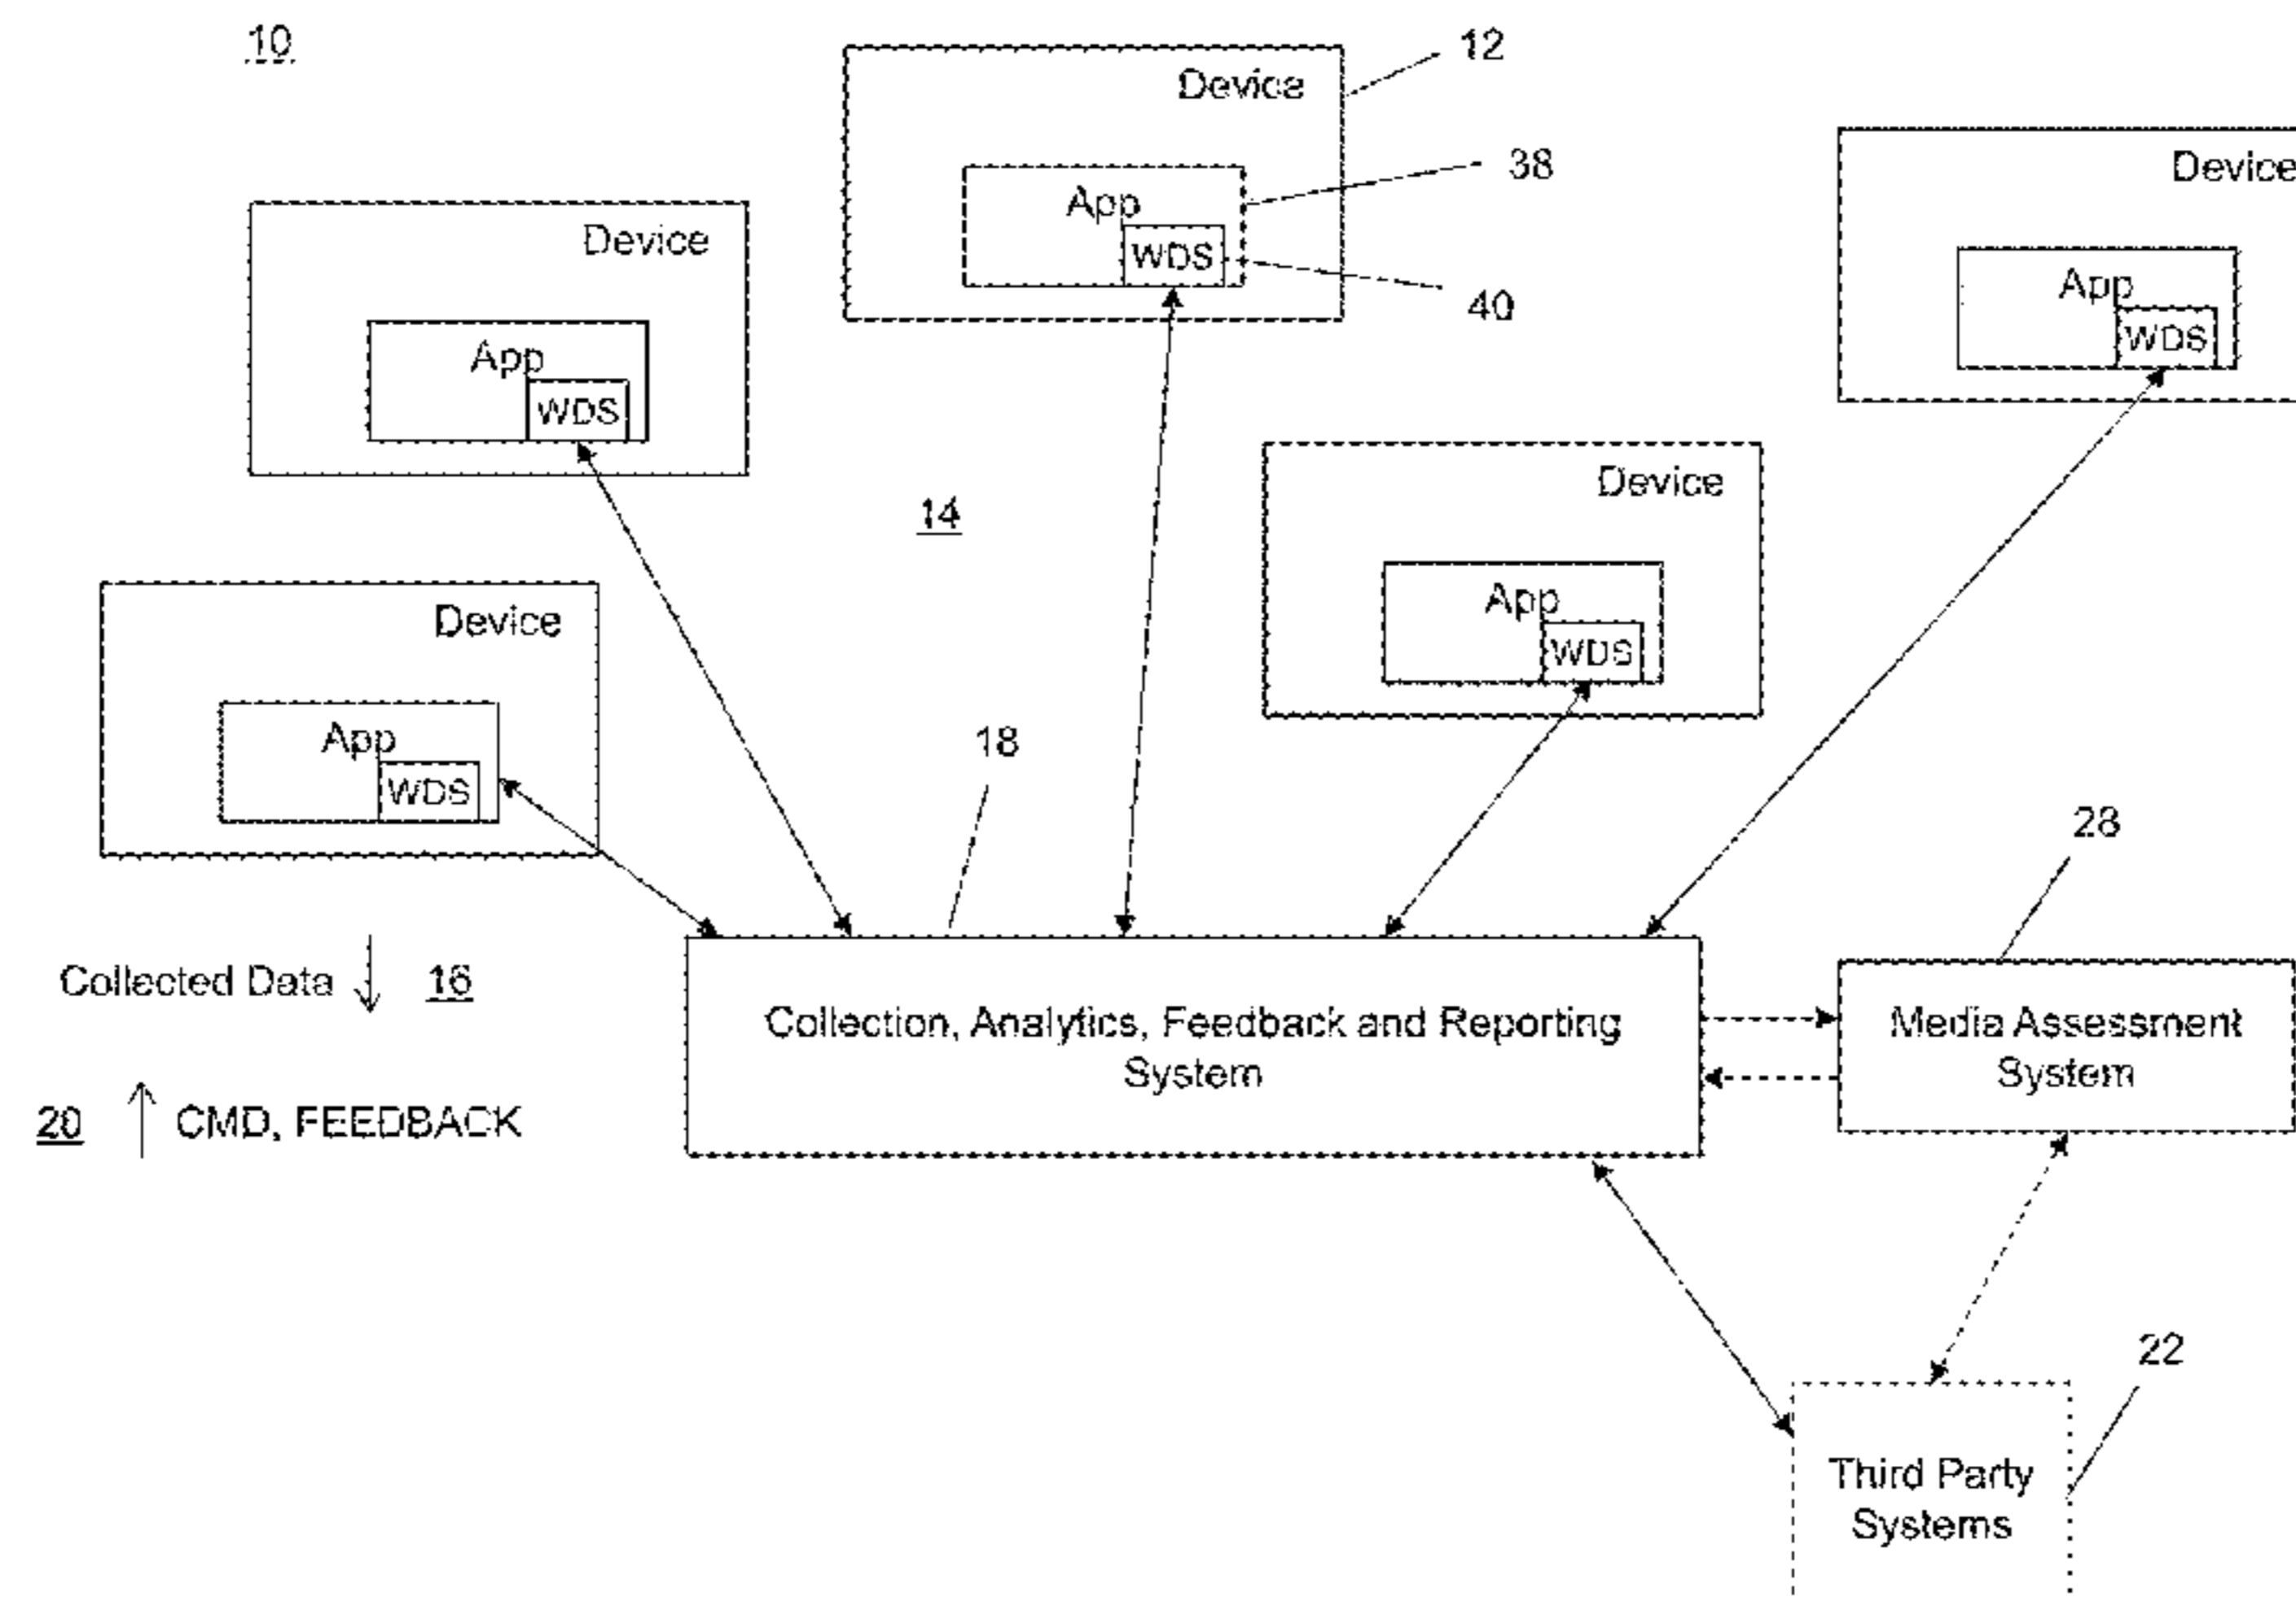 10
12
Device
Device
38
App
Device
WDS
App
40
App
WDS
WDS
Device
14
Device
App
WDS
18
App
WDS
28
Collected Data 16
Collection, Analytics, Feedback and Reporting
System
Media Assessment
System
20 CMD, FEEDBACK
22
Third Party
Systems